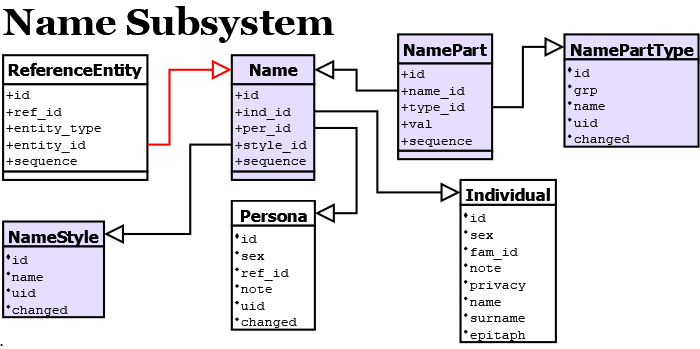 Name Subsystem
ReferenceEntity
+id
+ref_id
+entity_type
+entity_id
+sequence
Name
+id
+ind_id
+per_id
+style_id
+sequence
NamePart
+id
+name_id
+type_id
+val
+sequence
NamePartType
id
grp
name
uid
changed
NameStyle
id
name
uid
changed
Persona
id
sex
ref_id
note
uid
changed
Individual
id
sex
fam_id
note
privacy
name
surname
epitaph